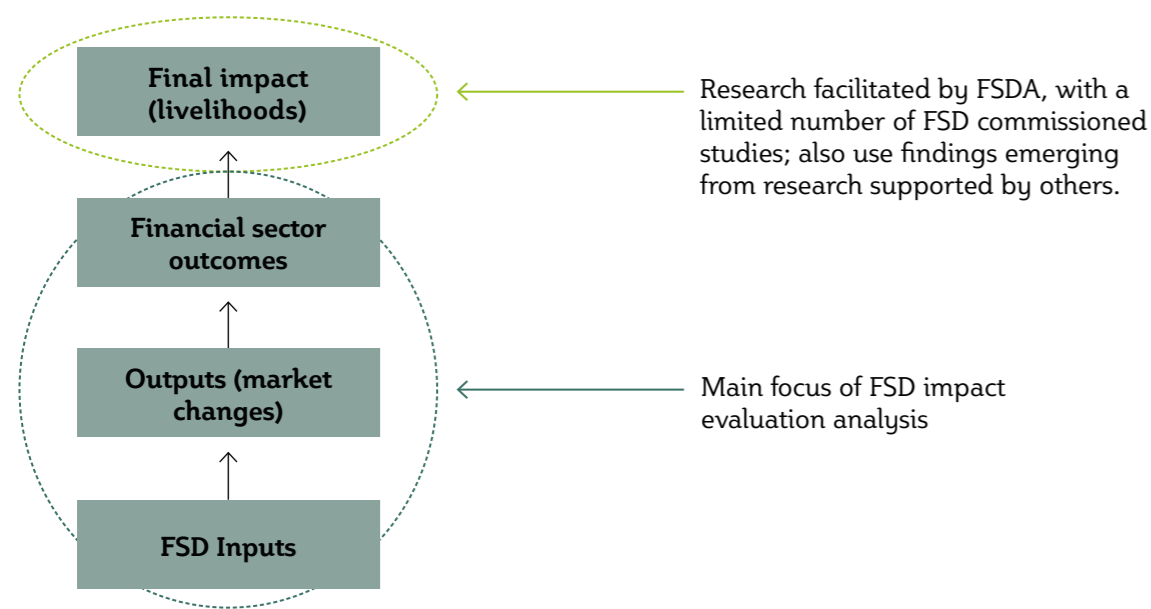 Final impact
(livelihoods)
Research facilitated by FSDA, with a
limited number of FSD commissioned
studies; also use findings emerging
from research supported by others.
Financial sector
outcomes
Outputs (market
changes)
Main focus of FSD impact
evaluation analysis
FSD Inputs